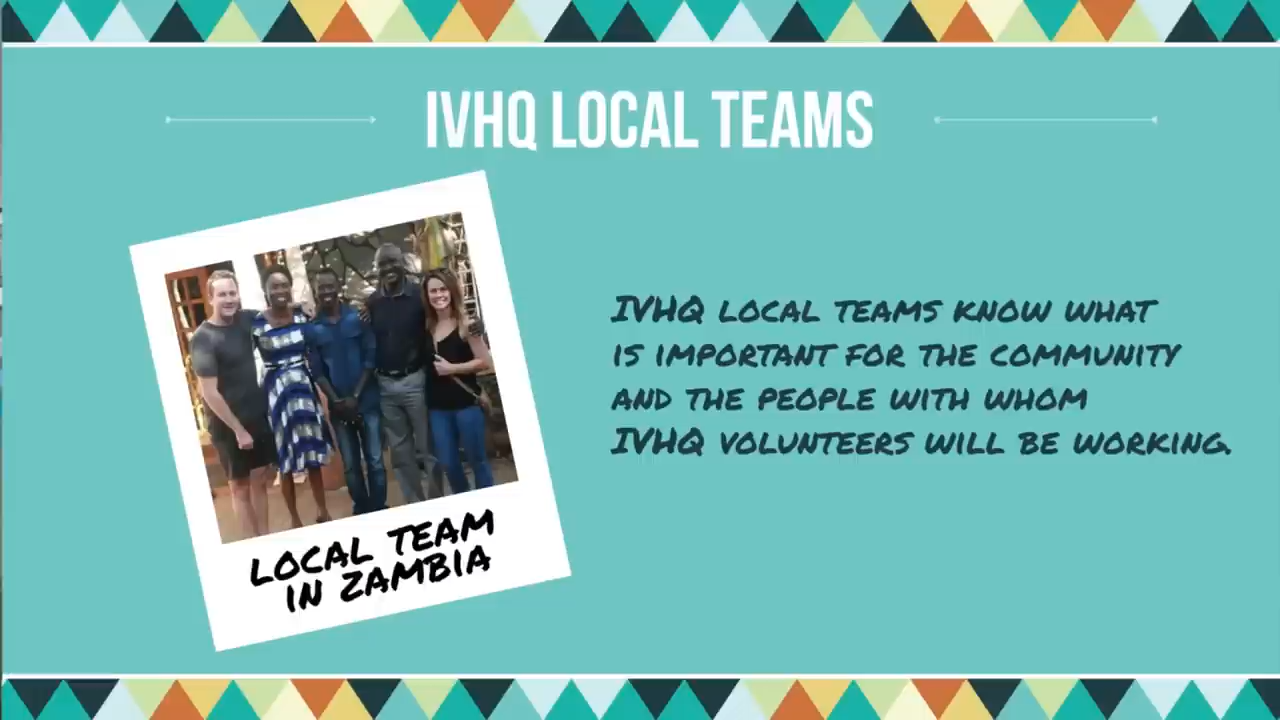 IVHQ LOCAL TEAMS
IVHQ LOCAL TEAMS KNOW WHAT
IS IMPORTANT FOR THE COMMUNITY
AND THE PEOPLE WITH WHOM
IVHQ VOLUNTEERS WILL BE WORKING.
LOCAL TEAM
IN ZAMBIA